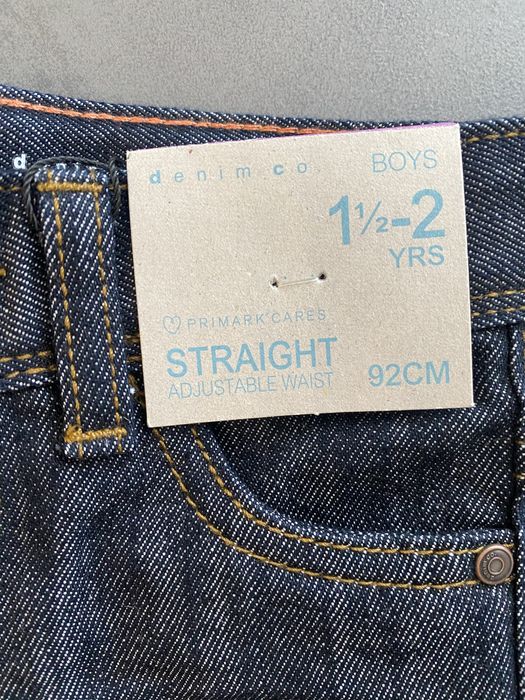 d
denim co.
BOYS
1½-2
YRS
PRIMARK CARES
STRAIGHT
ADJUSTABLE WAIST
92CM